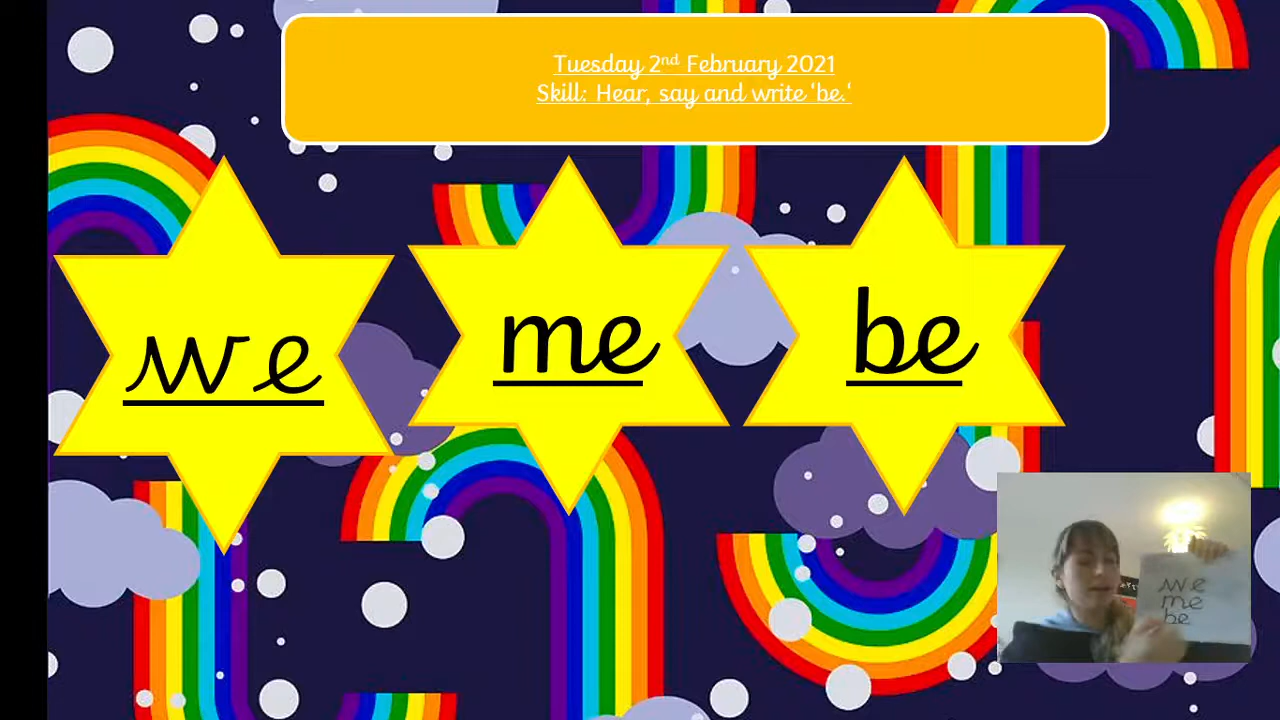 Tuesday 2nd February 2021
Skill: Hear, say and write 'be.'
we
me
be
we
me
be